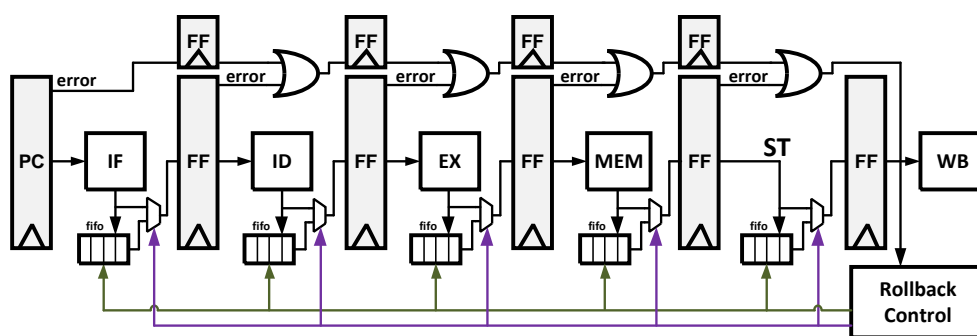 FF FF FF FF
error error error error error
PC IF FF ID FF EX FF MEM FF ST FF WB
fifo fifo fifo fifo fifo
Rollback
Control